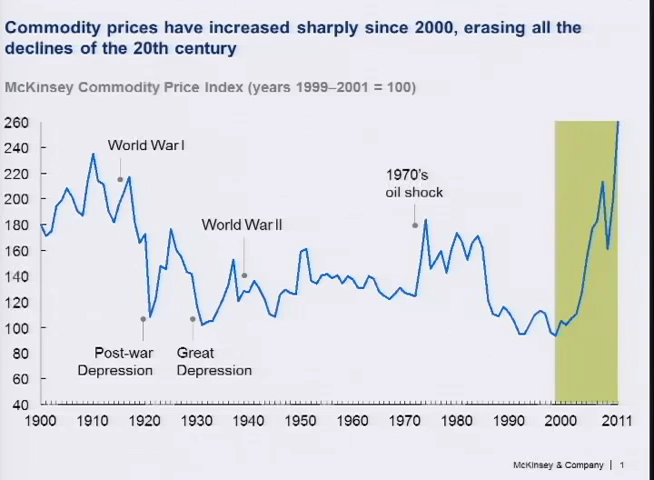 Commodity prices have increased sharply since 2000, erasing all the
declines of the 20th century
McKinsey Commodity Price Index (years 1999–2001 = 100)
260
240
220
200
180
160
140
120
100
80
60
40
World War I
1970's
oil shock
World War II
Post-war
Depression
Great
Depression
1900
1910
1920
1930
1940
1950
1960
1970
1980
1990
2000
2011
McKinsey & Company | 1